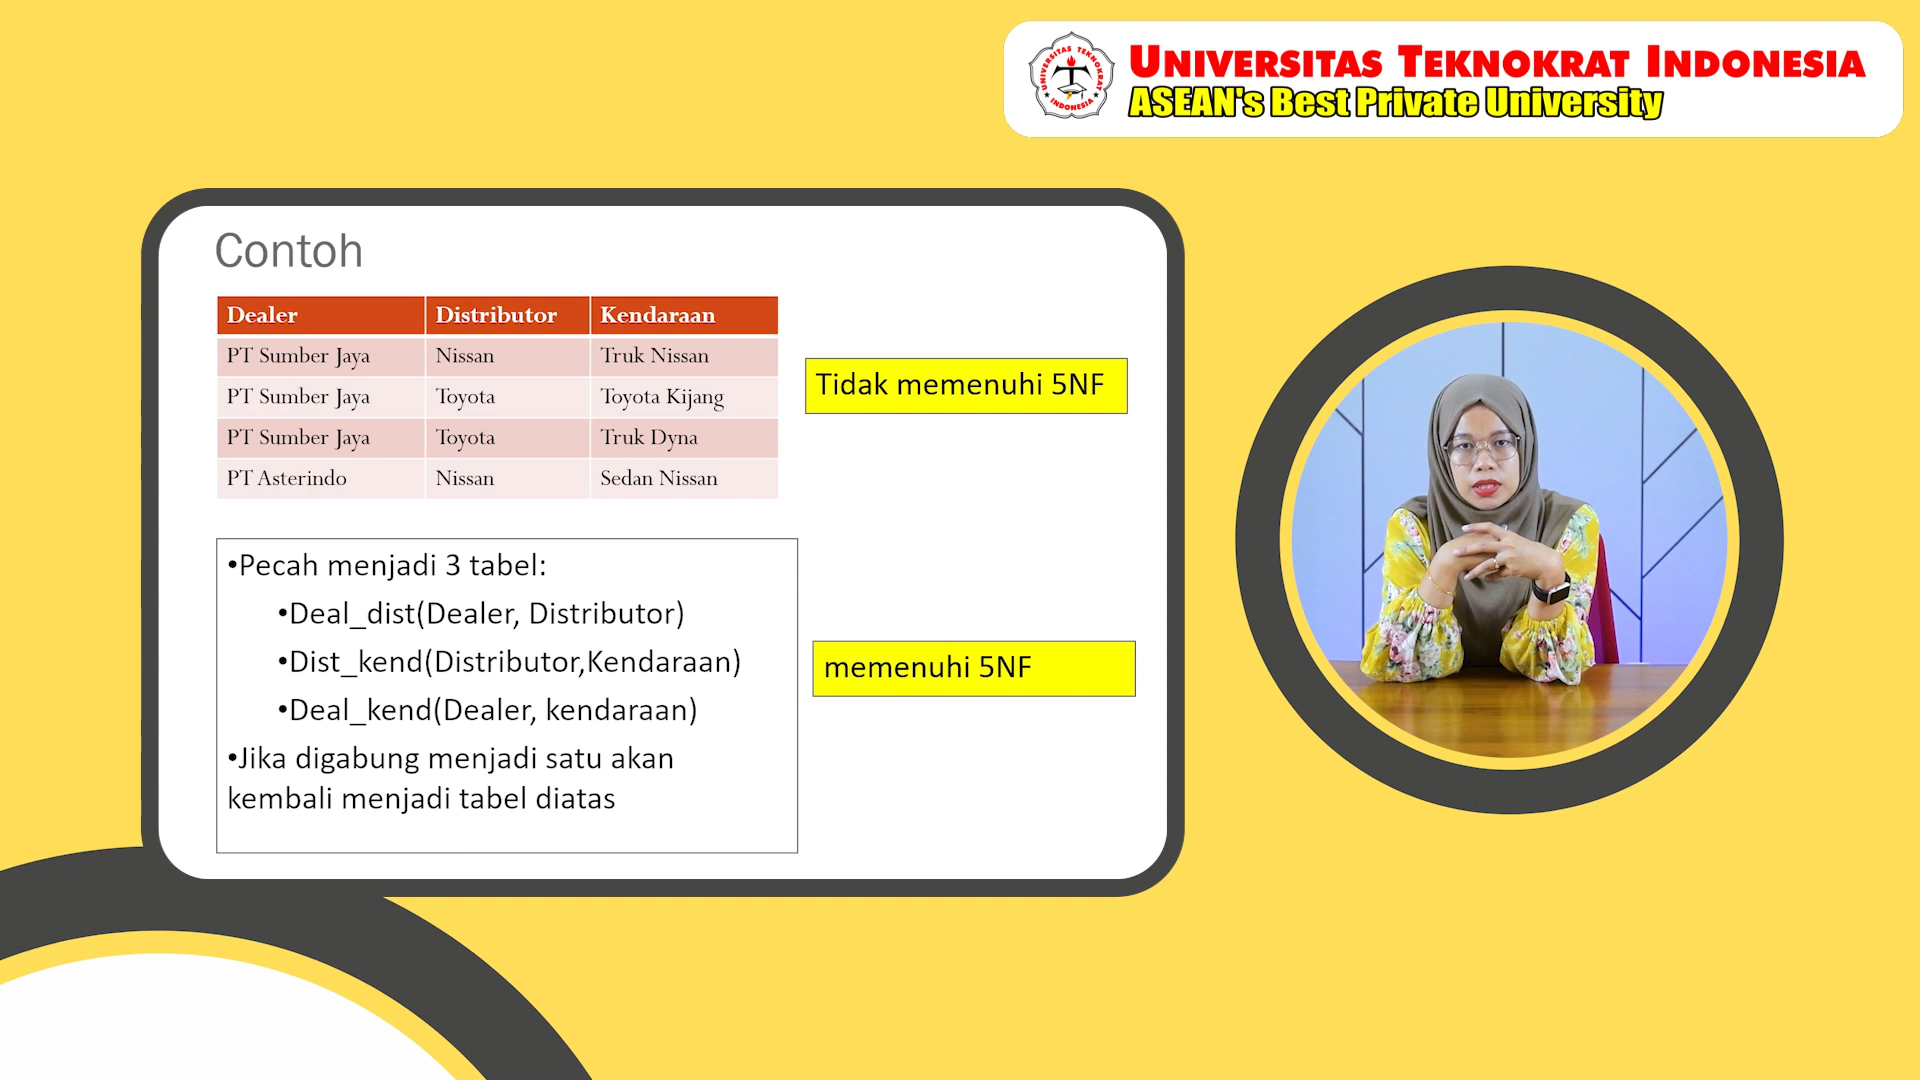 UNIVERSITAS TEKNOKRAT INDONESIA
ASEAN's Best Private University
UNIVERSITAS TEKNOKRAT
INDONESIA
Contoh
Dealer Distributor Kendaraan
PT Sumber Jaya Nissan Truk Nissan
PT Sumber Jaya Toyota Toyota Kijang
PT Sumber Jaya Toyota Truk Dyna
PT Asterindo Nissan Sedan Nissan
Tidak memenuhi 5NF
•Pecah menjadi 3 tabel:
•Deal_dist(Dealer, Distributor)
•Dist_kend(Distributor,Kendaraan)
•Deal_kend(Dealer, kendaraan)
•Jika digabung menjadi satu akan
kembali menjadi tabel diatas
memenuhi 5NF